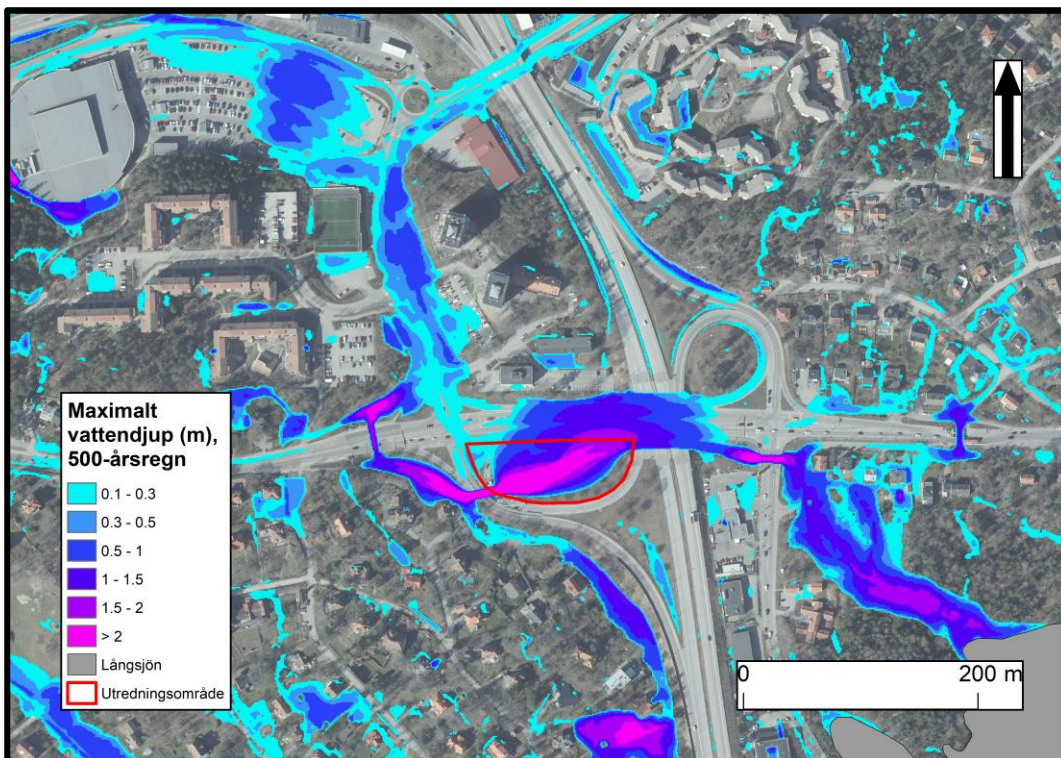 Maximalt
vattendjup (m),
500-årsregn
0.1 - 0.3
0.3 - 0.5
0.5 - 1
1 - 1.5
1.5 - 2
> 2
Långsjön
Utredningsområde
0 200 m